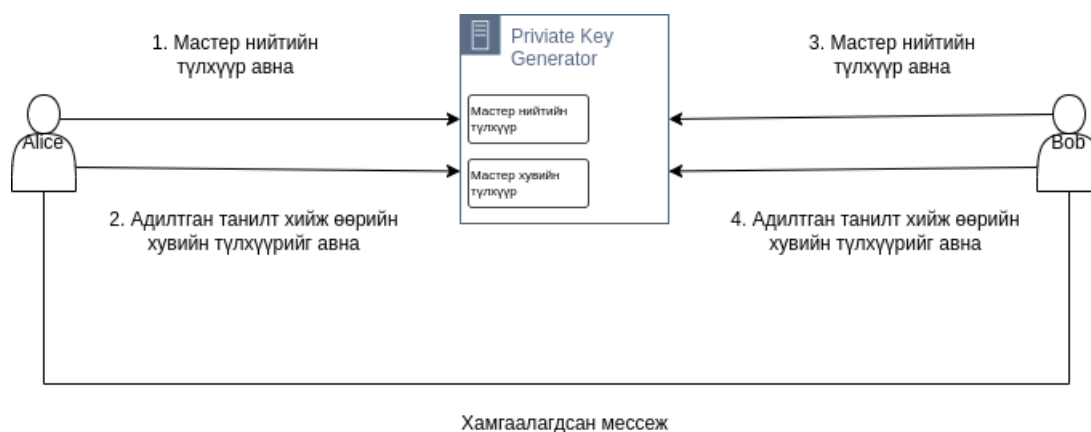 1. Мастер нийтийн
түлхүүр авна
Priviate Key
Generator
3. Мастер нийтийн
түлхүүр авна
Мастер нийтийн
түлхүүр
Alice
Bob
Мастер хувийн
түлхүүр
2. Адилтган танилт хийж өөрийн
хувийн түлхүүрийг авна
4. Адилтган танилт хийж өөрийн
хувийн түлхүүрийг авна
Хамгаалагдсан мессеж